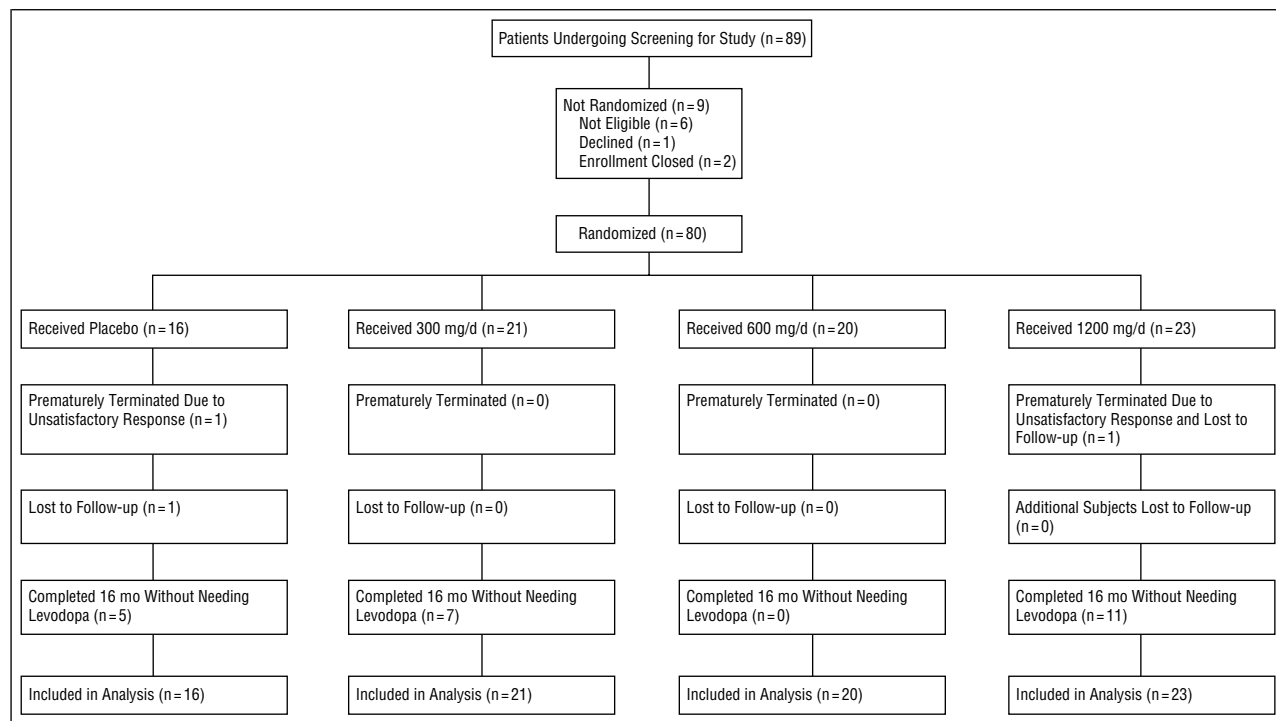 Patients Undergoing Screening for Study (n=89)
Not Randomized (n=9)
Not Eligible (n=6)
Declined (n=1)
Enrollment Closed (n=2)
Randomized (n=80)
Received Placebo (n=16)
Received 300 mg/d (n=21)
Received 600 mg/d (n=20)
Received 1200 mg/d (n=23)
Prematurely Terminated Due to
Unsatisfactory Response (n=1)
Prematurely Terminated (n=0)
Prematurely Terminated (n=0)
Prematurely Terminated Due to
Unsatisfactory Response and Lost to
Follow-up (n=1)
Lost to Follow-up (n=1)
Lost to Follow-up (n=0)
Lost to Follow-up (n=0)
Additional Subjects Lost to Follow-up
(n=0)
Completed 16 mo Without Needing
Levodopa (n=5)
Completed 16 mo Without Needing
Levodopa (n=7)
Completed 16 mo Without Needing
Levodopa (n=0)
Completed 16 mo Without Needing
Levodopa (n=11)
Included in Analysis (n=16)
Included in Analysis (n=21)
Included in Analysis (n=20)
Included in Analysis (n=23)